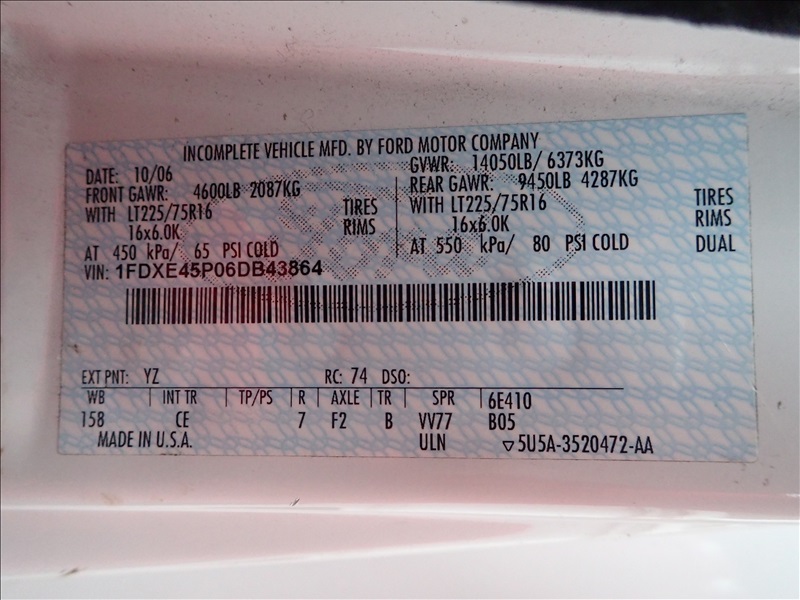 INCOMPLETE VEHICLE MFD. BY FORD MOTOR COMPANY
DATE: 10/06 GVWR: 14050LB/ 6373KG
FRONT GAWR: 4600LB 2087KG REAR GAWR: 9450LB 4287KG
WITH LT225/75R16 TIRES WITH LT225/75R16 TIRES
16x6.0K RIMS 16x6.0K RIMS
AT 450 kPa/ 65 PSI COLD AT 550 kPa/ 80 PSI COLD DUAL
VIN: 1FDXE45P06DB43864
EXT PNT: YZ RC: 74 DSO:
WB | INT TR | TP/PS | R | AXLE | TR | SPR | 6E410
158 CE 7 F2 B VV77 B05
MADE IN U.S.A. ULN ▽5U5A-3520472-AA